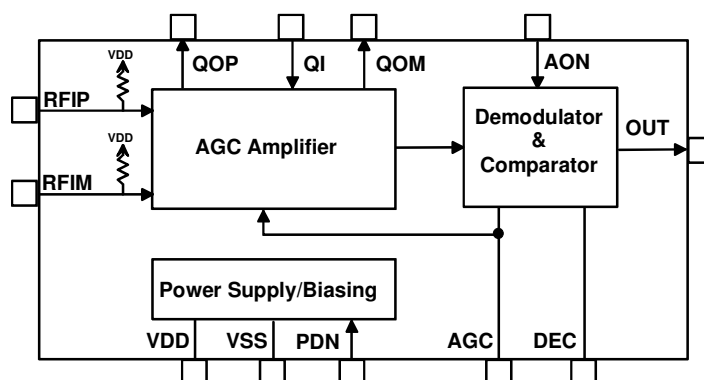 QOP
QI
QOM
AON
VDD
RFIP
VDD
RFIM
AGC Amplifier
Demodulator
&
Comparator
OUT
Power Supply/Biasing
VDD
VSS
PDN
AGC
DEC